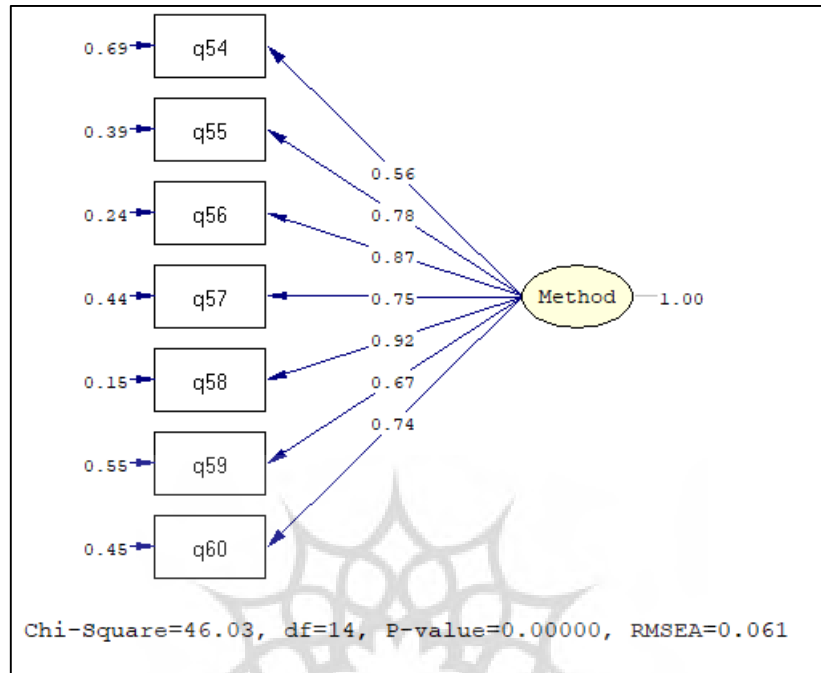 0.69 q54
0.56
0.39 q55
0.78
0.24 q56
0.87
0.44 q57 0.75 Method 1.00
0.92
0.15 q58
0.67
0.55 q59
0.74
0.45 q60
Chi-Square=46.03, df=14, P-value=0.00000, RMSEA=0.061